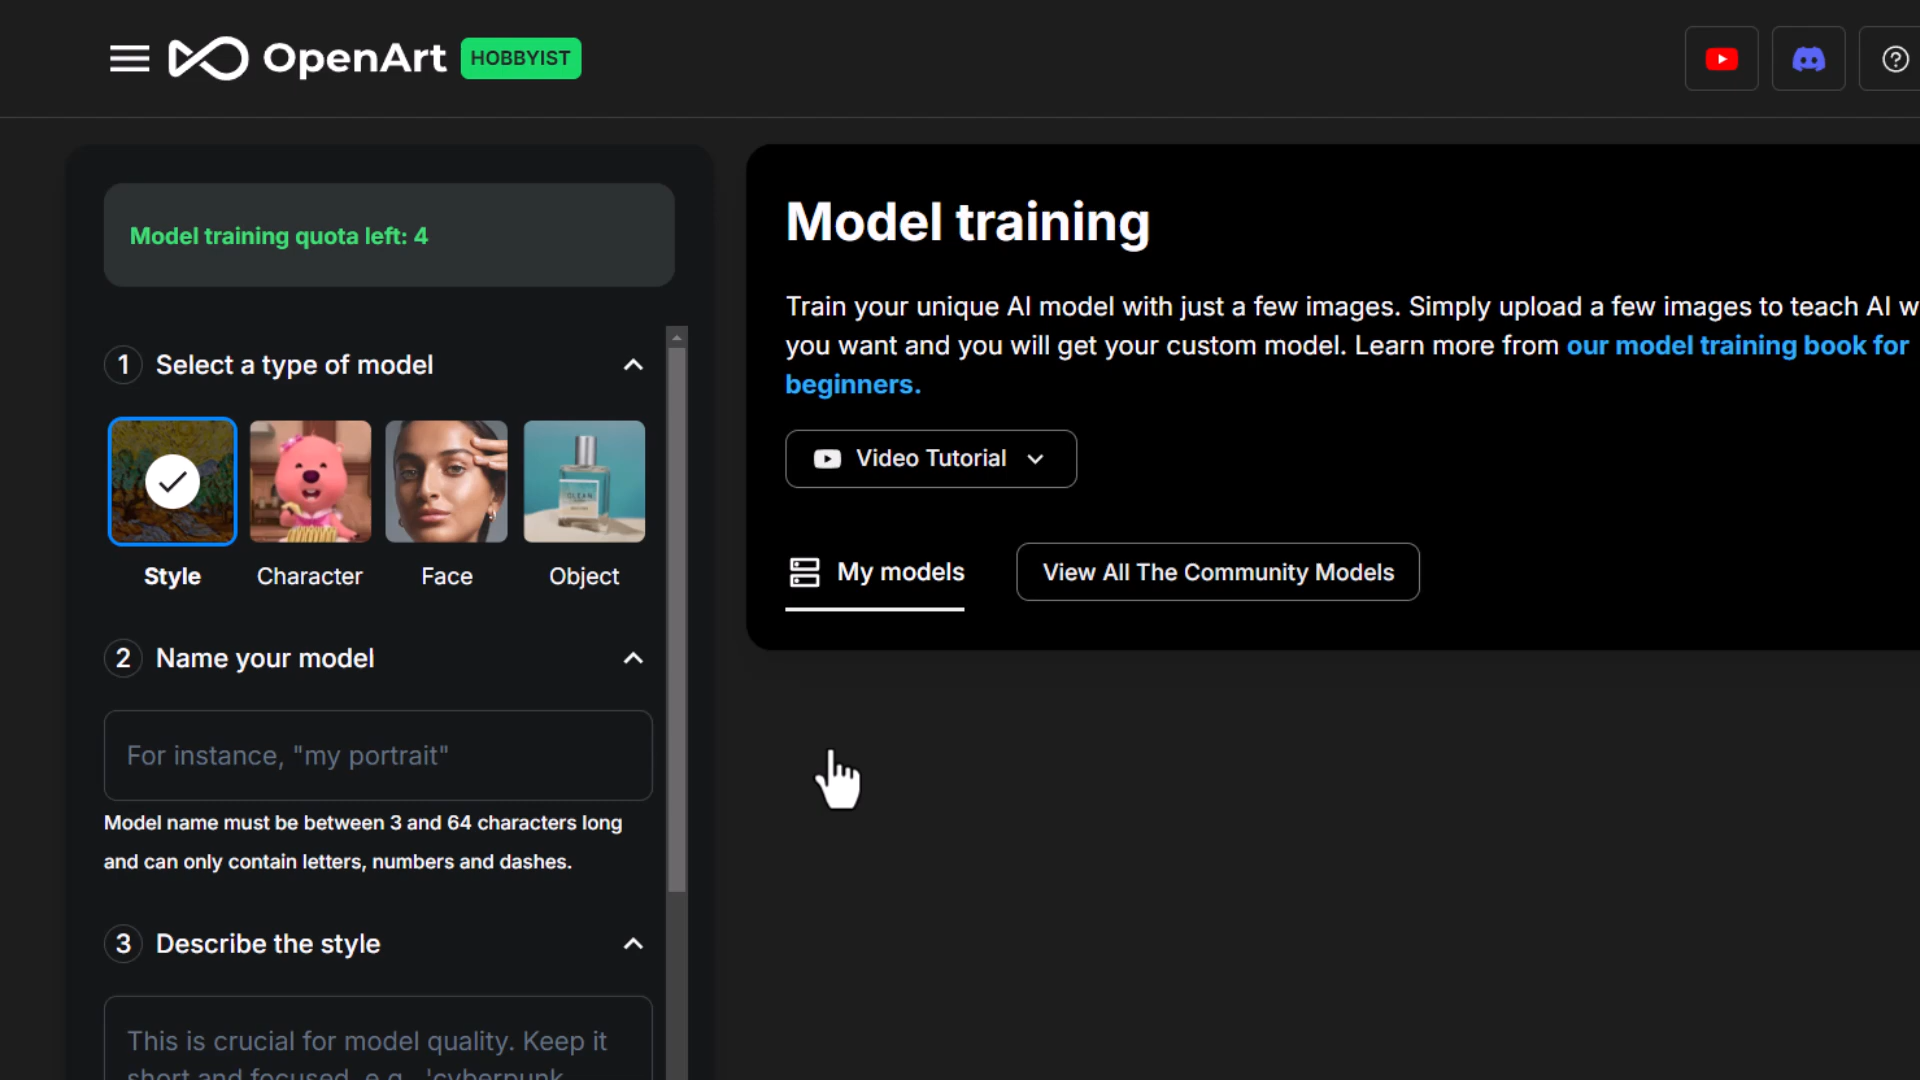 OpenArt HOBBYIST
Model training quota left: 4
1 Select a type of model
Style Character Face Object
2 Name your model
For instance, "my portrait"
Model name must be between 3 and 64 characters long
and can only contain letters, numbers and dashes.
3 Describe the style
This is crucial for model quality. Keep it
short and focused, e.g., 'cyberpunk
Model training
Train your unique AI model with just a few images. Simply upload a few images to teach AI w
you want and you will get your custom model. Learn more from our model training book for
beginners.
Video Tutorial
My models
View All The Community Models